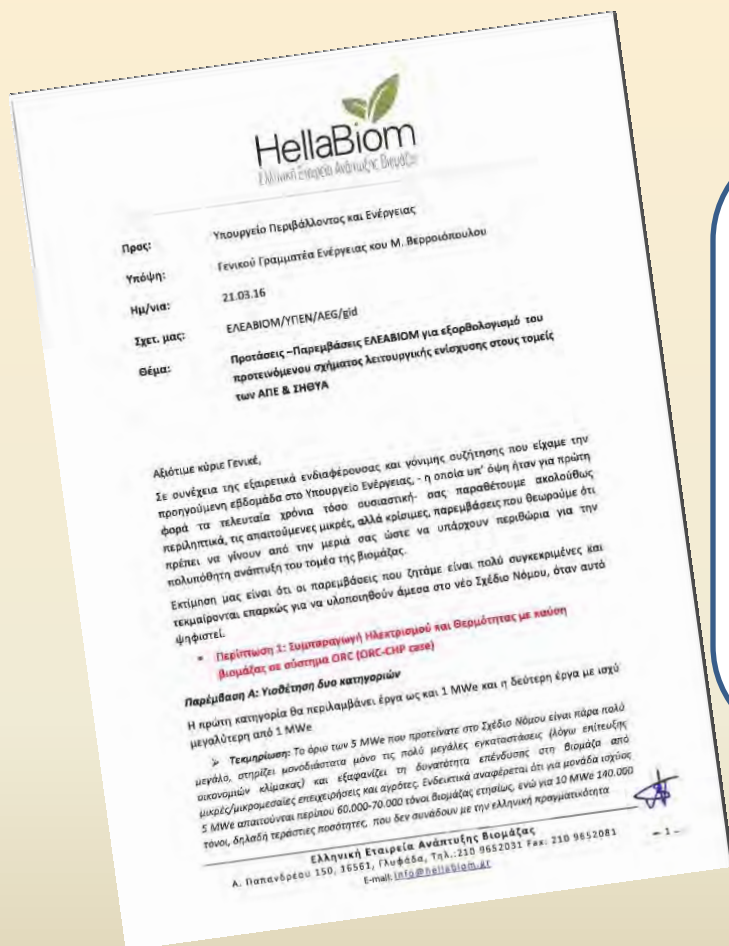 HellaBiom
Ελληνική Εταιρεία Ανάπτυξης Βιομάζας
Προς: Υπουργείο Περιβάλλοντος και Ενέργειας
Υπόψη: Γενικού Γραμματέα Ενέργειας κου Μ. Βερροιόπουλου
Ημ/νια: 21.03.16
Σχετ. μας: ΕΛΕΑΒΙΟΜ/ΥΠΕΝ/AEG/gid
Θέμα: Προτάσεις –Παρεμβάσεις ΕΛΕΑΒΙΟΜ για εξορθολογισμό του
προτεινόμενου σχήματος λειτουργικής ενίσχυσης στους τομείς
των ΑΠΕ & ΣΗΘΥΑ
Αξιότιμε κύριε Γενικέ,
Σε συνέχεια της εξαιρετικά ενδιαφέρουσας και γόνιμης συζήτησης που είχαμε την
προηγούμενη εβδομάδα στο Υπουργείο Ενέργειας, - η οποία υπ’ όψη ήταν για πρώτη
φορά τα τελευταία χρόνια τόσο ουσιαστική- σας παραθέτουμε ακολούθως
περιληπτικά, τις απαιτούμενες μικρές, αλλά κρίσιμες, παρεμβάσεις που θεωρούμε ότι
πρέπει να γίνουν από την μεριά σας ώστε να υπάρχουν περιθώρια για την
πολυπόθητη ανάπτυξη του τομέα της βιομάζας.
Εκτίμηση μας είναι ότι οι παρεμβάσεις που ζητάμε είναι πολύ συγκεκριμένες και
τεκμαίρονται επαρκώς για να υλοποιηθούν άμεσα στο νέο Σχέδιο Νόμου, όταν αυτό
ψηφιστεί.
• Περίπτωση 1: Συμπαραγωγή Ηλεκτρισμού και Θερμότητας με καύση
βιομάζας σε σύστημα ORC (ORC-CHP case)
Παρέμβαση Α: Υιοθέτηση δυο κατηγοριών
Η πρώτη κατηγορία θα περιλαμβάνει έργα ως και 1 MWe και η δεύτερη έργα με ισχύ
μεγαλύτερη από 1 MWe
➢ Τεκμηρίωση: Το όριο των 5 MWe που προτείνατε στο Σχέδιο Νόμου είναι πάρα πολύ
μεγάλο, στηρίζει μονοδιάστατα μόνο τις πολύ μεγάλες εγκαταστάσεις (λόγω επίτευξης
οικονομιών κλίμακας) και εξαφανίζει τη δυνατότητα επένδυσης στη βιομάζα από
μικρές/μικρομεσαίες επιχειρήσεις και αγρότες. Ενδεικτικά αναφέρεται ότι για μονάδα ισχύος
5 MWe απαιτούνται περίπου 60.000-70.000 τόνοι βιομάζας ετησίως, ενώ για 10 MWe 140.000
τόνοι, δηλαδή τεράστιες ποσότητες, που δεν συνάδουν με την ελληνική πραγματικότητα
Ελληνική Εταιρεία Ανάπτυξης Βιομάζας
Α. Παπανδρέου 150, 16561, Γλυφάδα, Τηλ.:210 9652031 Fax: 210 9652081
E-mail: info@hellabiom.gr
– 1 –